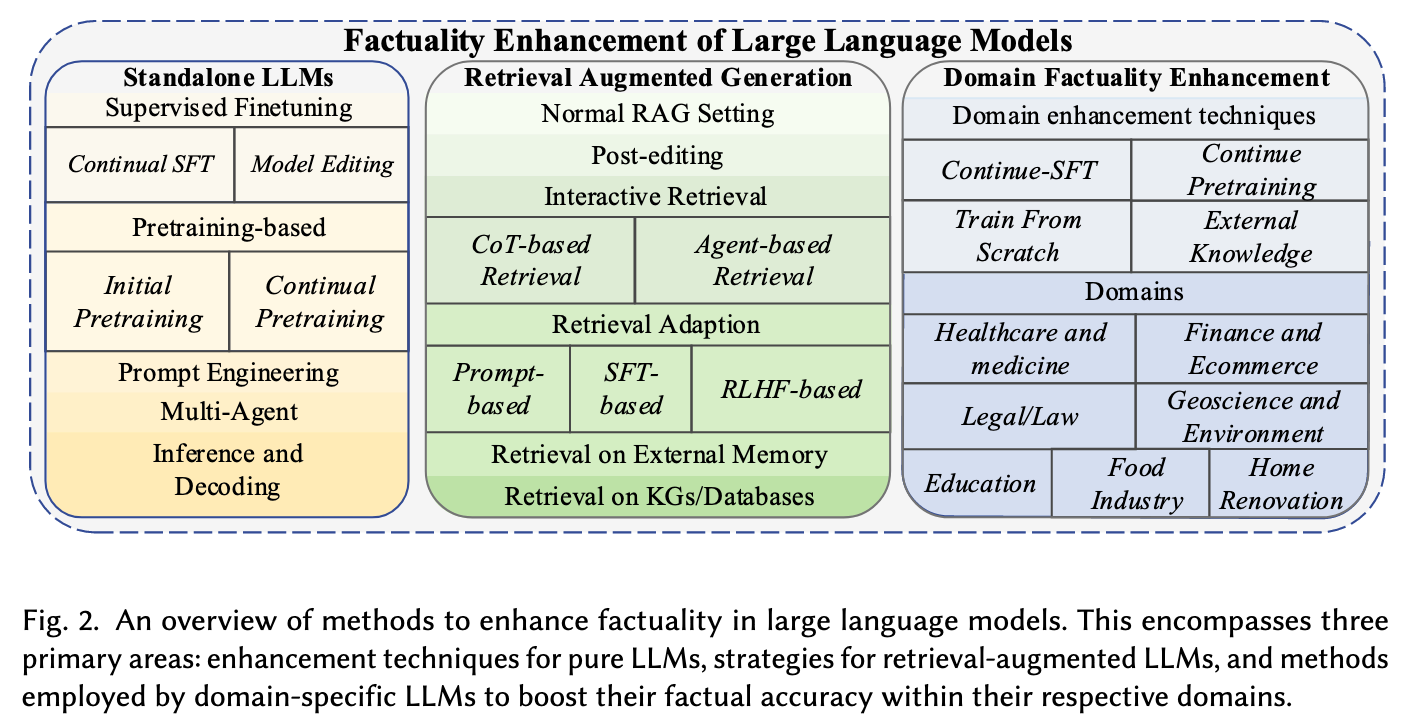 Factuality Enhancement of Large Language Models
Standalone LLMs
Supervised Finetuning
Continual SFT
Model Editing
Pretraining-based
Initial
Pretraining
Continual
Pretraining
Prompt Engineering
Multi-Agent
Inference and
Decoding
Retrieval Augmented Generation
Normal RAG Setting
Post-editing
Interactive Retrieval
CoT-based
Retrieval
Agent-based
Retrieval
Retrieval Adaption
Prompt-
based
SFT-
based
RLHF-based
Retrieval on External Memory
Retrieval on KGs/Databases
Domain Factuality Enhancement
Domain enhancement techniques
Continue-SFT
Continue
Pretraining
Train From
Scratch
External
Knowledge
Domains
Healthcare and
medicine
Finance and
Ecommerce
Legal/Law
Geoscience and
Environment
Education
Food
Industry
Home
Renovation
Fig. 2. An overview of methods to enhance factuality in large language models. This encompasses three
primary areas: enhancement techniques for pure LLMs, strategies for retrieval-augmented LLMs, and methods
employed by domain-specific LLMs to boost their factual accuracy within their respective domains.